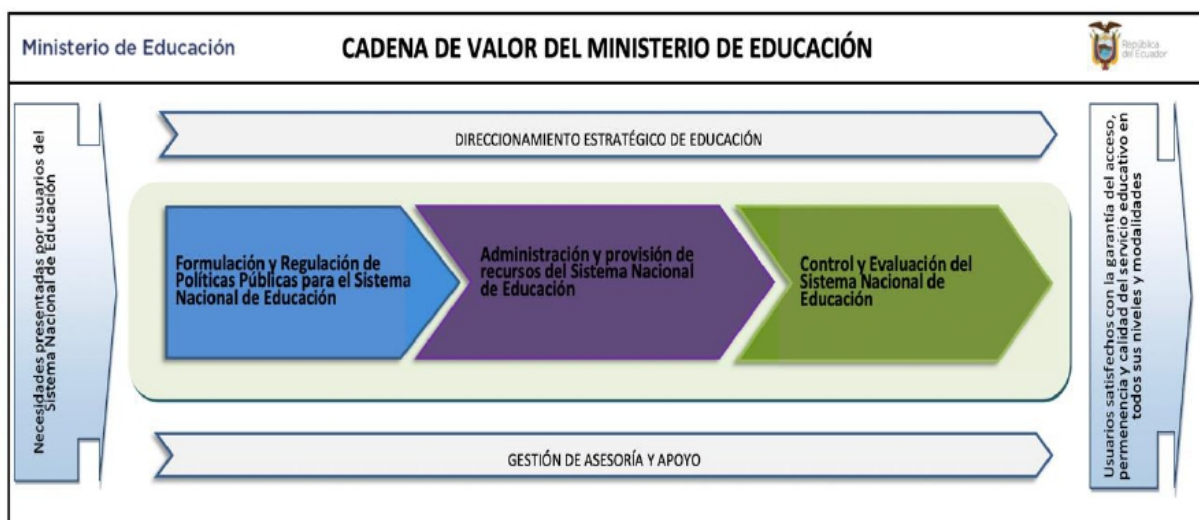 Ministerio de Educación
CADENA DE VALOR DEL MINISTERIO DE EDUCACIÓN
República
del Ecuador
Necesidades presentadas por usuarios del
Sistema Nacional de Educación
DIRECCIONAMIENTO ESTRATÉGICO DE EDUCACIÓN
Formulación y Regulación de
Políticas Públicas para el Sistema
Nacional de Educación
Administración y provisión de
recursos del Sistema Nacional
de Educación
Control y Evaluación del
Sistema Nacional de
Educación
GESTIÓN DE ASESORÍA Y APOYO
Usuarios satisfechos con la garantía del acceso,
permenencia y calidad del servicio educativo en
todos sus niveles y modalidades